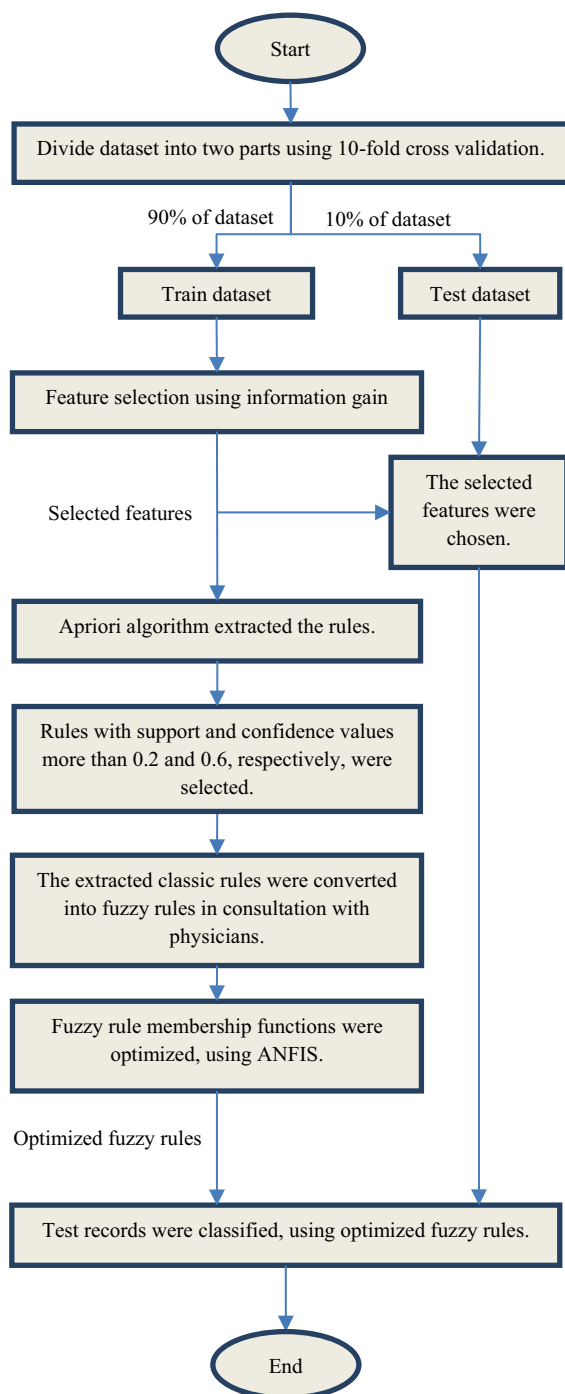 Start
Divide dataset into two parts using 10-fold cross validation.
90% of dataset
10% of dataset
Train dataset
Test dataset
Feature selection using information gain
Selected features
The selected
features were
chosen.
Apriori algorithm extracted the rules.
Rules with support and confidence values
more than 0.2 and 0.6, respectively, were
selected.
The extracted classic rules were converted
into fuzzy rules in consultation with
physicians.
Fuzzy rule membership functions were
optimized, using ANFIS.
Optimized fuzzy rules
Test records were classified, using optimized fuzzy rules.
End